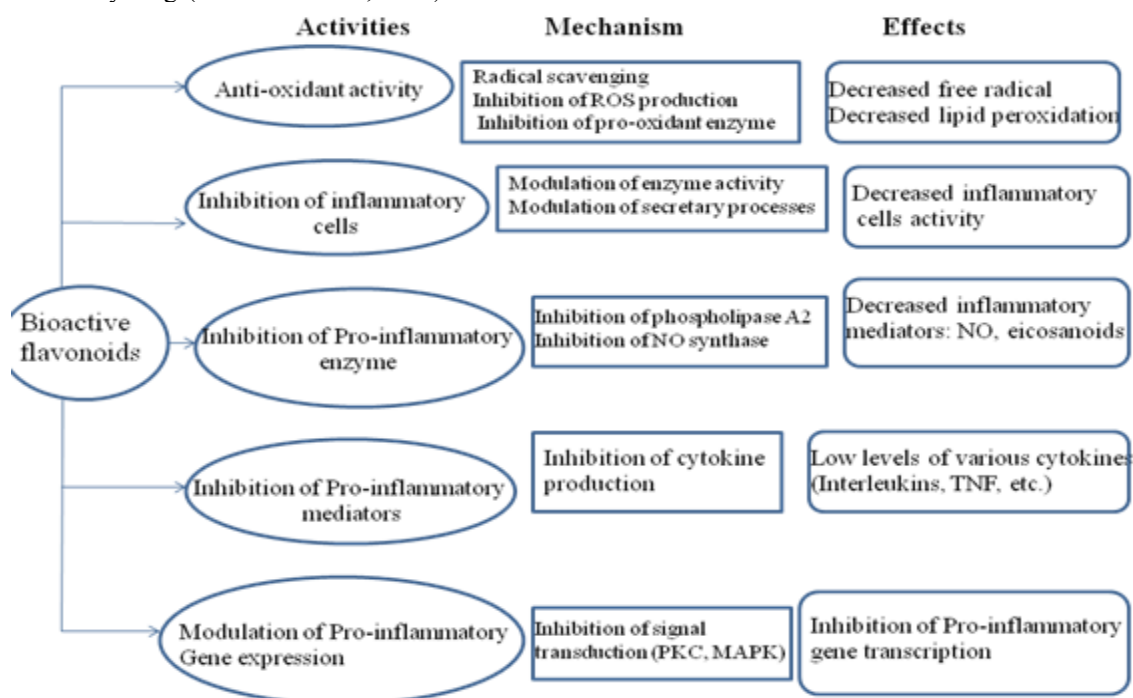 Activities Mechanism Effects
Anti-oxidant activity
Radical scavenging
Inhibition of ROS production
Inhibition of pro-oxidant enzyme
Decreased free radical
Decreased lipid peroxidation
Inhibition of inflammatory
cells
Modulation of enzyme activity
Modulation of secretary processes
Decreased inflammatory
cells activity
Bioactive
flavonoids
Inhibition of Pro-inflammatory
enzyme
Inhibition of phospholipase A2
Inhibition of NO synthase
Decreased inflammatory
mediators: NO, eicosanoids
Inhibition of Pro-inflammatory
mediators
Inhibition of cytokine
production
Low levels of various cytokines
(Interleukins, TNF, etc.)
Modulation of Pro-inflammatory
Gene expression
Inhibition of signal
transduction (PKC, MAPK)
Inhibition of Pro-inflammatory
gene transcription